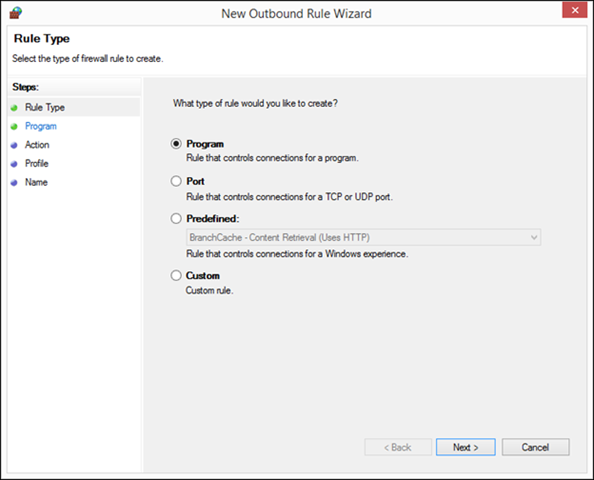 New Outbound Rule Wizard
Rule Type
Select the type of firewall rule to create.
Steps:
Rule Type
Program
Action
Profile
Name
What type of rule would you like to create?
Program
Rule that controls connections for a program.
Port
Rule that controls connections for a TCP or UDP port.
Predefined:
BranchCache - Content Retrieval (Uses HTTP)
Rule that controls connections for a Windows experience.
Custom
Custom rule.
< Back
Next >
Cancel